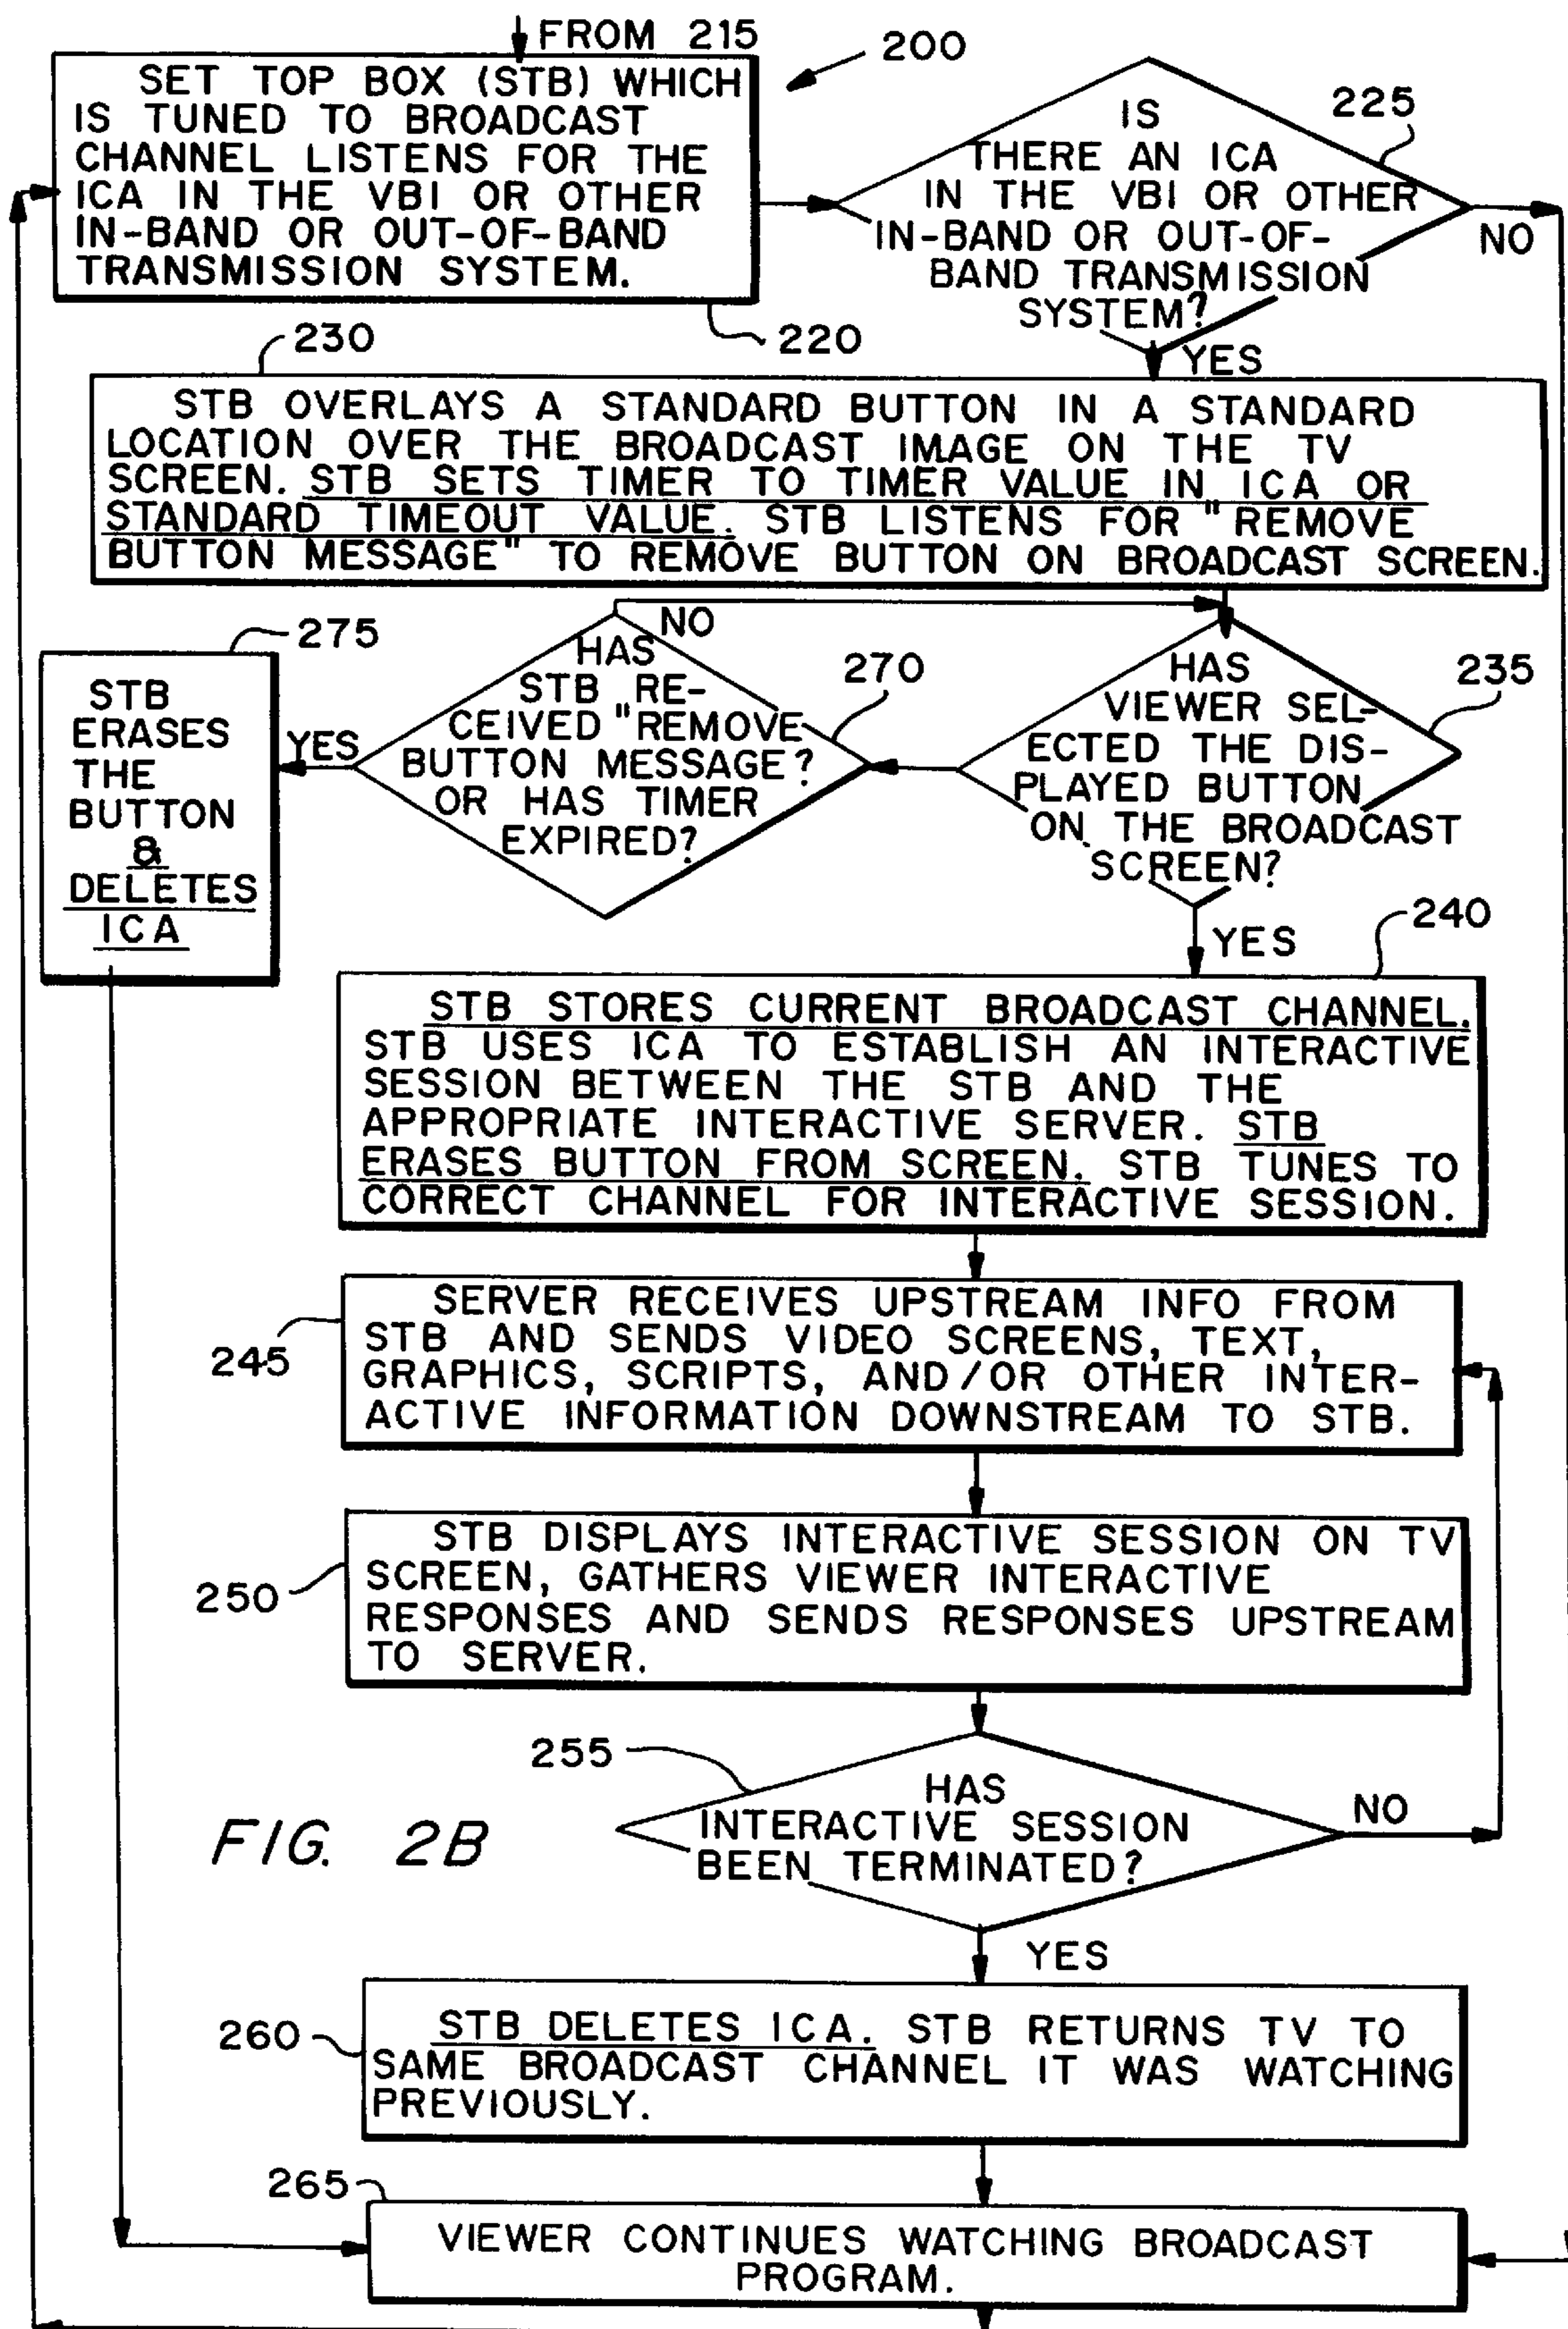 FROM 215
200
SET TOP BOX (STB) WHICH
IS TUNED TO BROADCAST
CHANNEL LISTENS FOR THE
ICA IN THE VBI OR OTHER
IN-BAND OR OUT-OF-BAND
TRANSMISSION SYSTEM.
220
225
IS
THERE AN ICA
IN THE VBI OR OTHER
IN-BAND OR OUT-OF-
BAND TRANSMISSION
SYSTEM?
NO
YES
230
STB OVERLAYS A STANDARD BUTTON IN A STANDARD
LOCATION OVER THE BROADCAST IMAGE ON THE TV
SCREEN. STB SETS TIMER TO TIMER VALUE IN ICA OR
STANDARD TIMEOUT VALUE. STB LISTENS FOR "REMOVE
BUTTON MESSAGE" TO REMOVE BUTTON ON BROADCAST SCREEN.
235
HAS
VIEWER SEL-
ECTED THE DIS-
PLAYED BUTTON
ON THE BROADCAST
SCREEN?
YES
270
NO
HAS
STB RE-
CEIVED "REMOVE
BUTTON MESSAGE?
OR HAS TIMER
EXPIRED?
YES
275
STB
ERASES
THE
BUTTON
&
DELETES
ICA
240
STB STORES CURRENT BROADCAST CHANNEL.
STB USES ICA TO ESTABLISH AN INTERACTIVE
SESSION BETWEEN THE STB AND THE
APPROPRIATE INTERACTIVE SERVER. STB
ERASES BUTTON FROM SCREEN. STB TUNES TO
CORRECT CHANNEL FOR INTERACTIVE SESSION.
245
SERVER RECEIVES UPSTREAM INFO FROM
STB AND SENDS VIDEO SCREENS, TEXT,
GRAPHICS, SCRIPTS, AND/OR OTHER INTER-
ACTIVE INFORMATION DOWNSTREAM TO STB.
250
STB DISPLAYS INTERACTIVE SESSION ON TV
SCREEN, GATHERS VIEWER INTERACTIVE
RESPONSES AND SENDS RESPONSES UPSTREAM
TO SERVER.
255
HAS
INTERACTIVE SESSION
BEEN TERMINATED?
NO
YES
FIG. 2B
260
STB DELETES ICA. STB RETURNS TV TO
SAME BROADCAST CHANNEL IT WAS WATCHING
PREVIOUSLY.
265
VIEWER CONTINUES WATCHING BROADCAST
PROGRAM.